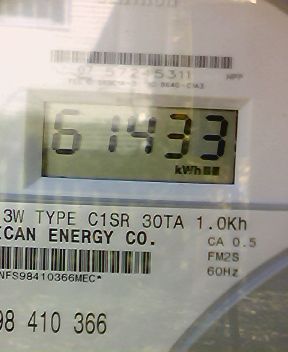 61433
kWh
3W TYPE C1SR 30TA 1.0Kh
ICAN ENERGY CO.
CA 0.5
FM2S
60Hz
NFS98410366MEC*
98 410 366